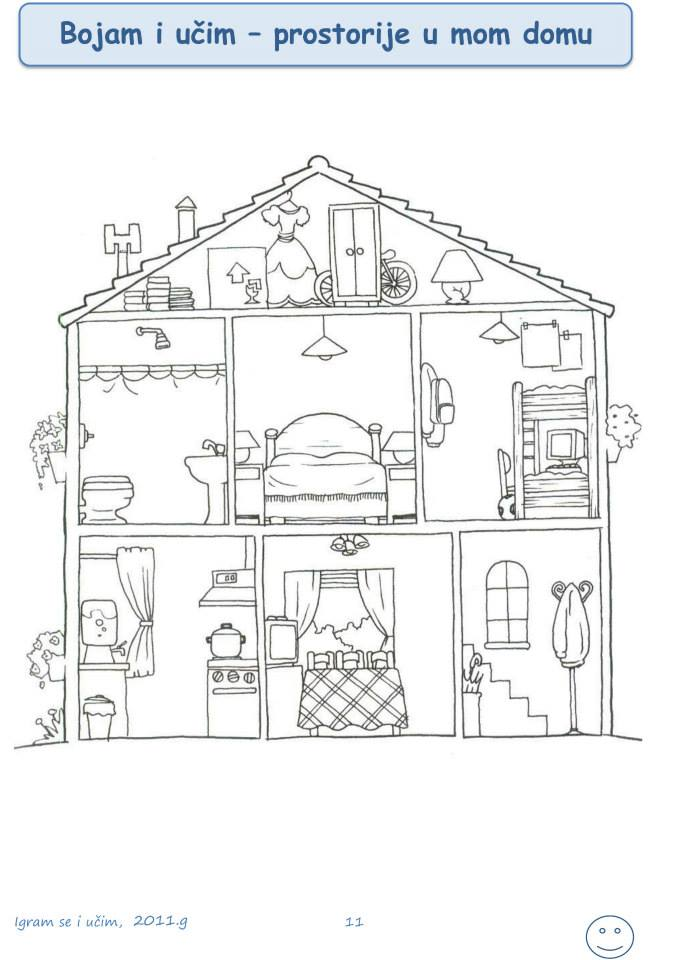 Bojam i učim – prostorije u mom domu
Igram se i učim, 2011.g
11